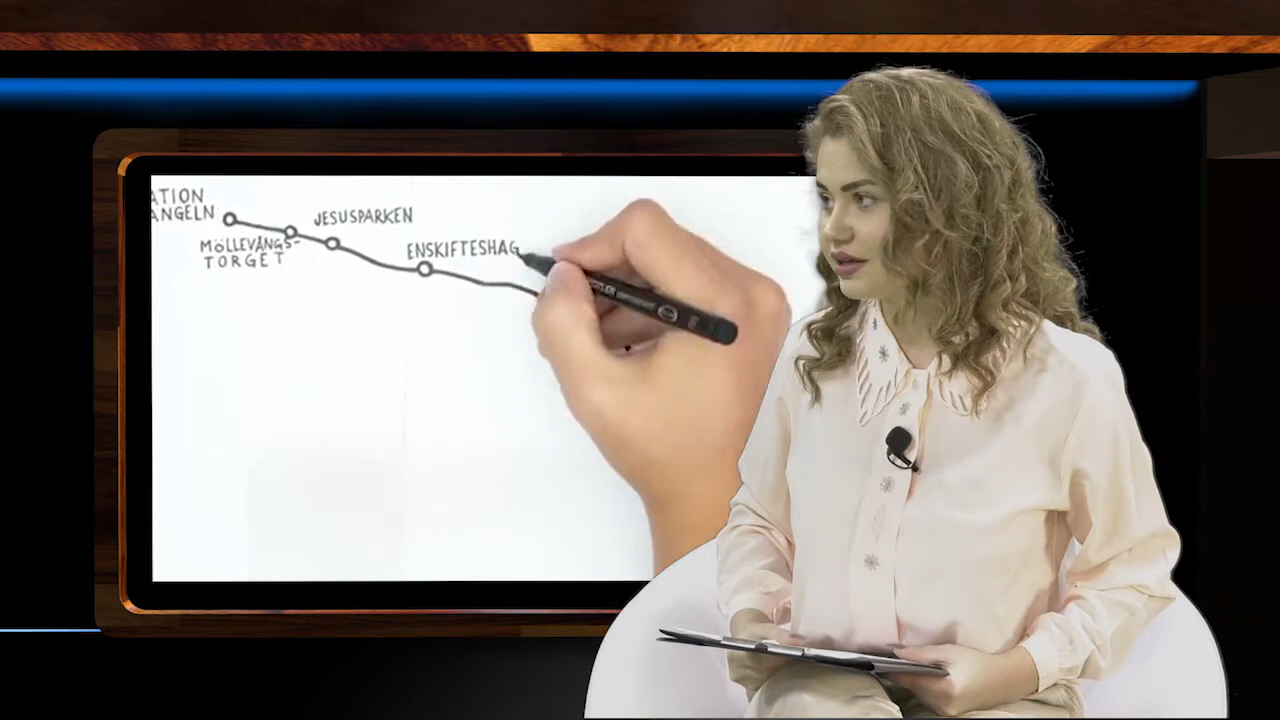 ATION
ANGELN
JESUSPARKEN
MÖLLEVÅNGS-
TORGET
ENSKIFTESHAG